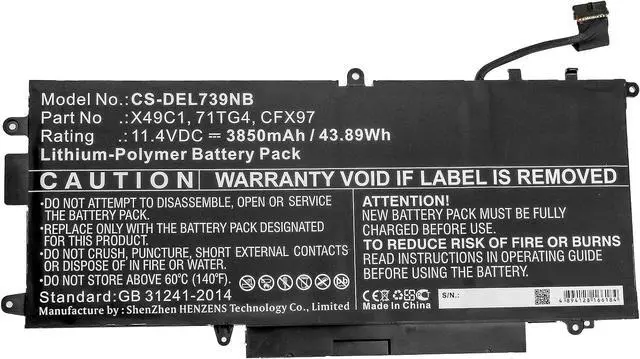 Model No.:CS-DEL739NB
Part No .:X49C1, 71TG4, CFX97
Rating .:11.4VDC ⎓ 3850mAh / 43.89Wh
Lithium-Polymer Battery Pack
CAUTION WARRANTY VOID IF LABEL IS REMOVED
•DO NOT ATTEMPT TO DISASSEMBLE, OPEN OR SERVICE
THE BATTERY PACK.
•REPLACE ONLY WITH THE BATTERY PACK DESIGNATED
FOR THIS PRODUCT.
•DO NOT CRUSH, PUNCTURE, SHORT EXTERNAL CONTACTS
OR DISPOSE OF IN FIRE OR WATER.
•DO NOT STORE ABOVE 60°C (140°F).
Standard:GB 31241-2014
Manufacture by : ShenZhen HENZENS Technology Co., Limited
ATTENTION!
NEW BATTERY PACK MUST BE FULLY
CHARGED BEFORE USE.
TO REDUCE RISK OF FIRE OR BURNS
READ INSTRUCTIONS IN OPERATING GUIDE
BEFORE USING THE BATTERY.
CE FC
Made
in China
S/N.:
4 894128 166184